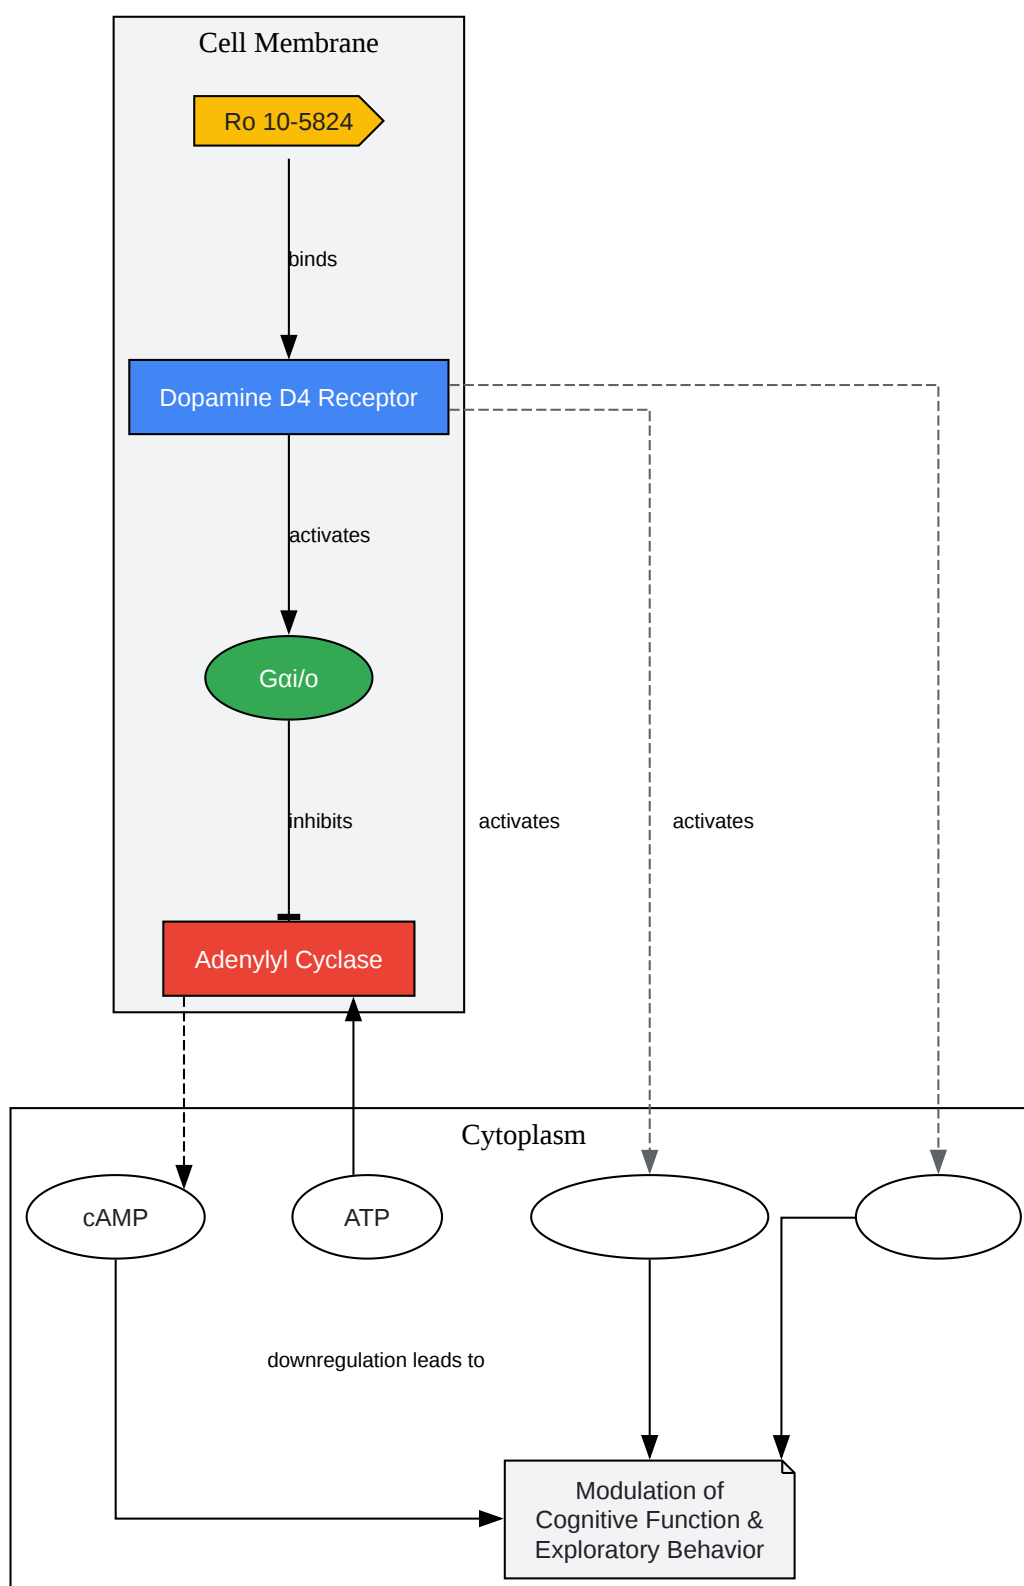 Cell Membrane
Ro 10-5824
binds
Dopamine D4 Receptor
activates
Gαi/o
inhibits
activates
activates
Adenylyl Cyclase
Cytoplasm
cAMP
ATP
downregulation leads to
Modulation of
Cognitive Function &
Exploratory Behavior